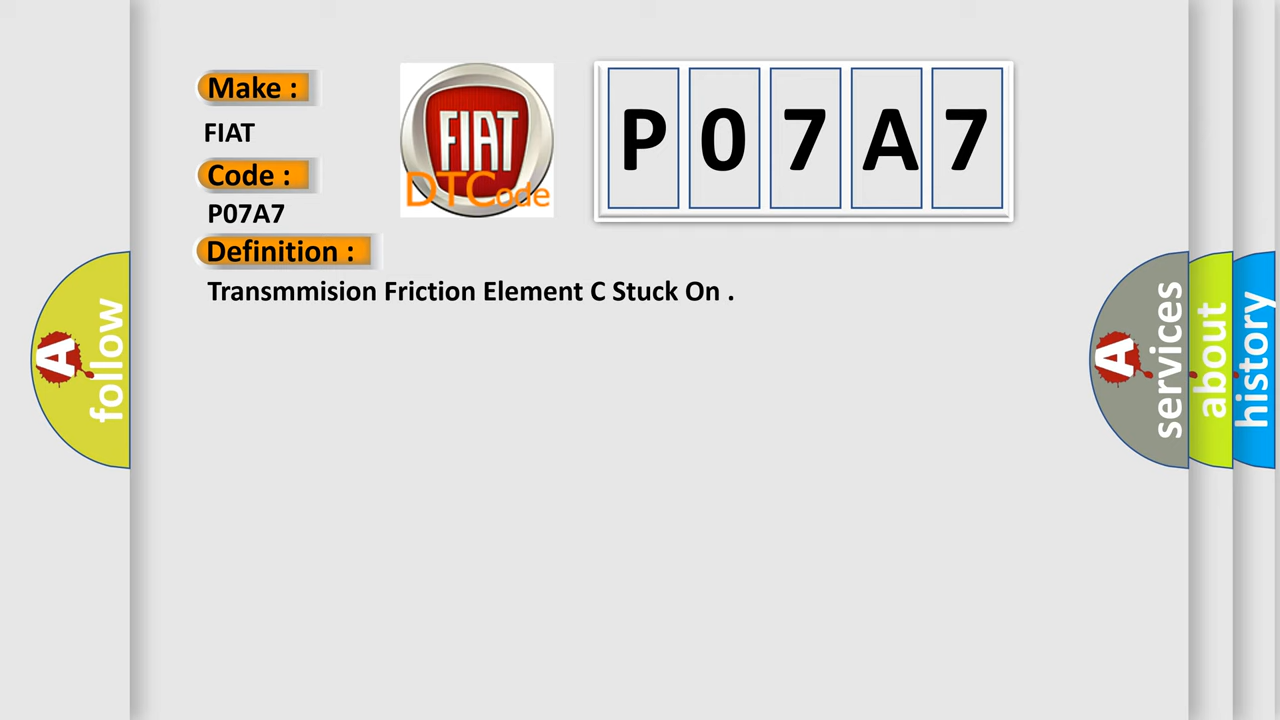 Make :
FIAT
Code :
P07A7
Definition :
Transmmision Friction Element C Stuck On .
FIAT
DTCode
P 0 7 A 7
A follow
A services
about
history